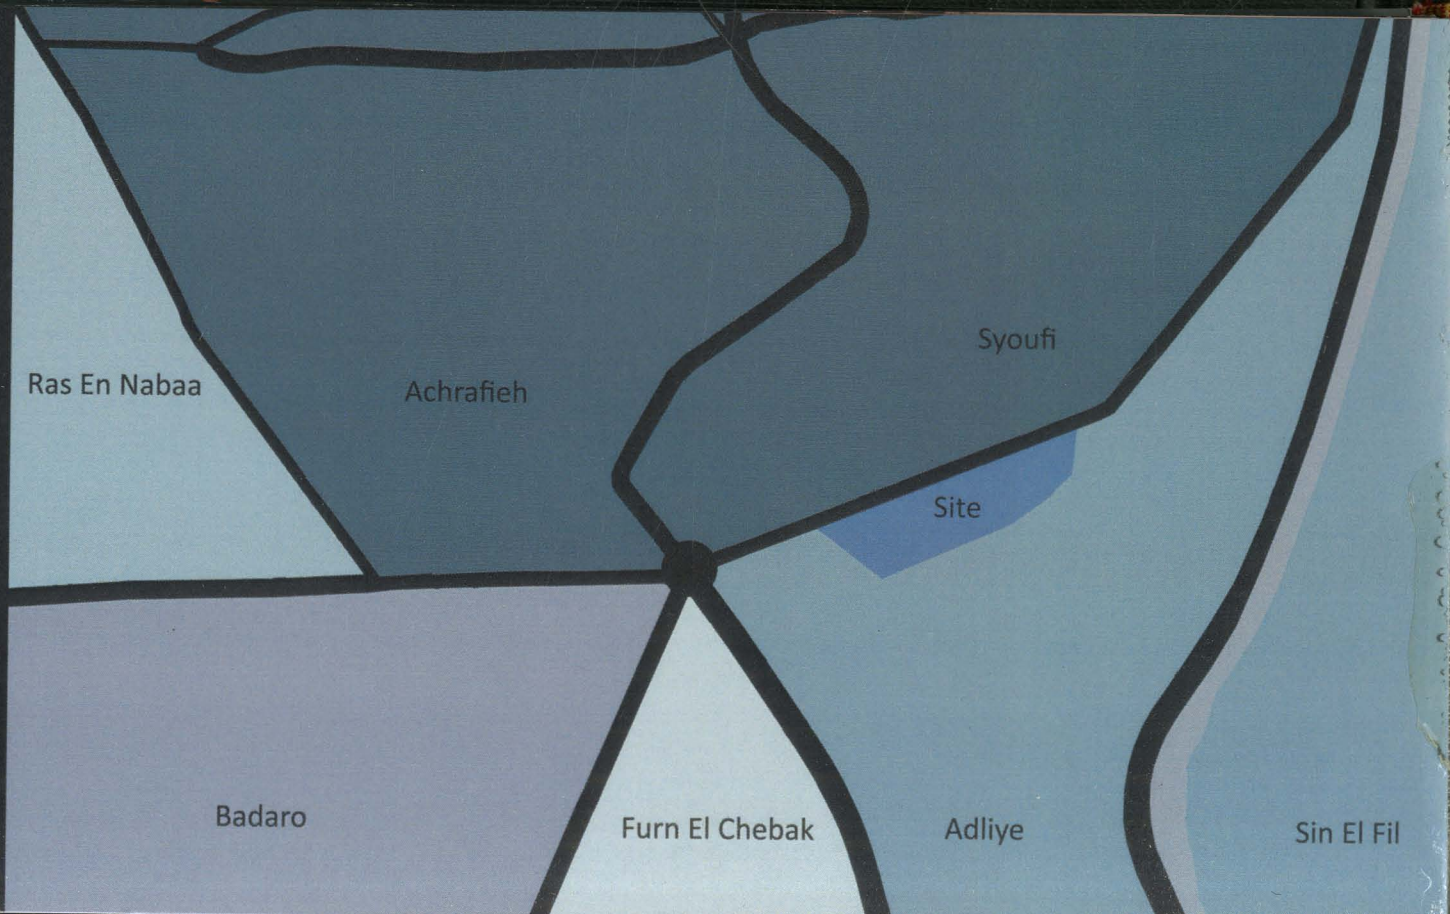 Syoufi
Ras En Nabaa
Achrafieh
Site
Badaro
Furn El Chebak
Adliye
Sin El Fil